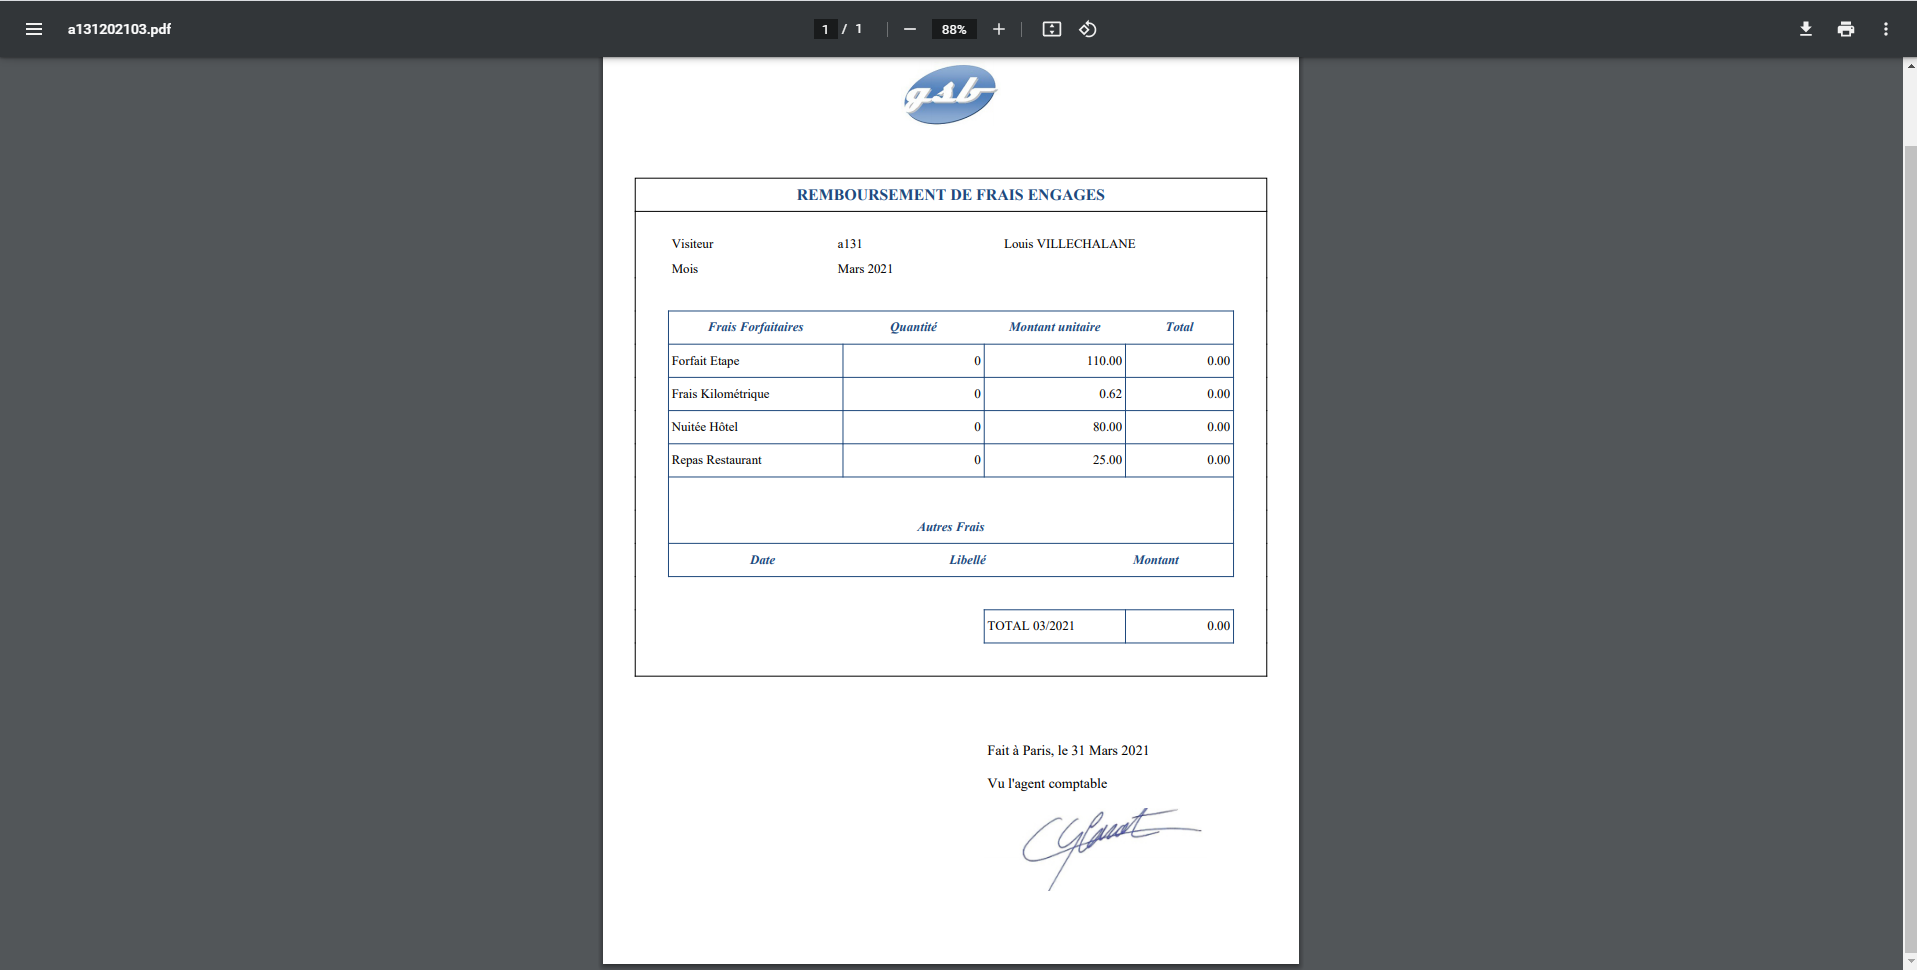 a131202103.pdf
1 / 1
88%
gsb
REMBOURSEMENT DE FRAIS ENGAGES
Visiteur a131 Louis VILLECHALANE
Mois Mars 2021
Frais Forfaitaires Quantité Montant unitaire Total
Forfait Etape 0 110.00 0.00
Frais Kilométrique 0 0.62 0.00
Nuitée Hôtel 0 80.00 0.00
Repas Restaurant 0 25.00 0.00
Autres Frais
Date Libellé Montant
TOTAL 03/2021 0.00
Fait à Paris, le 31 Mars 2021
Vu l'agent comptable